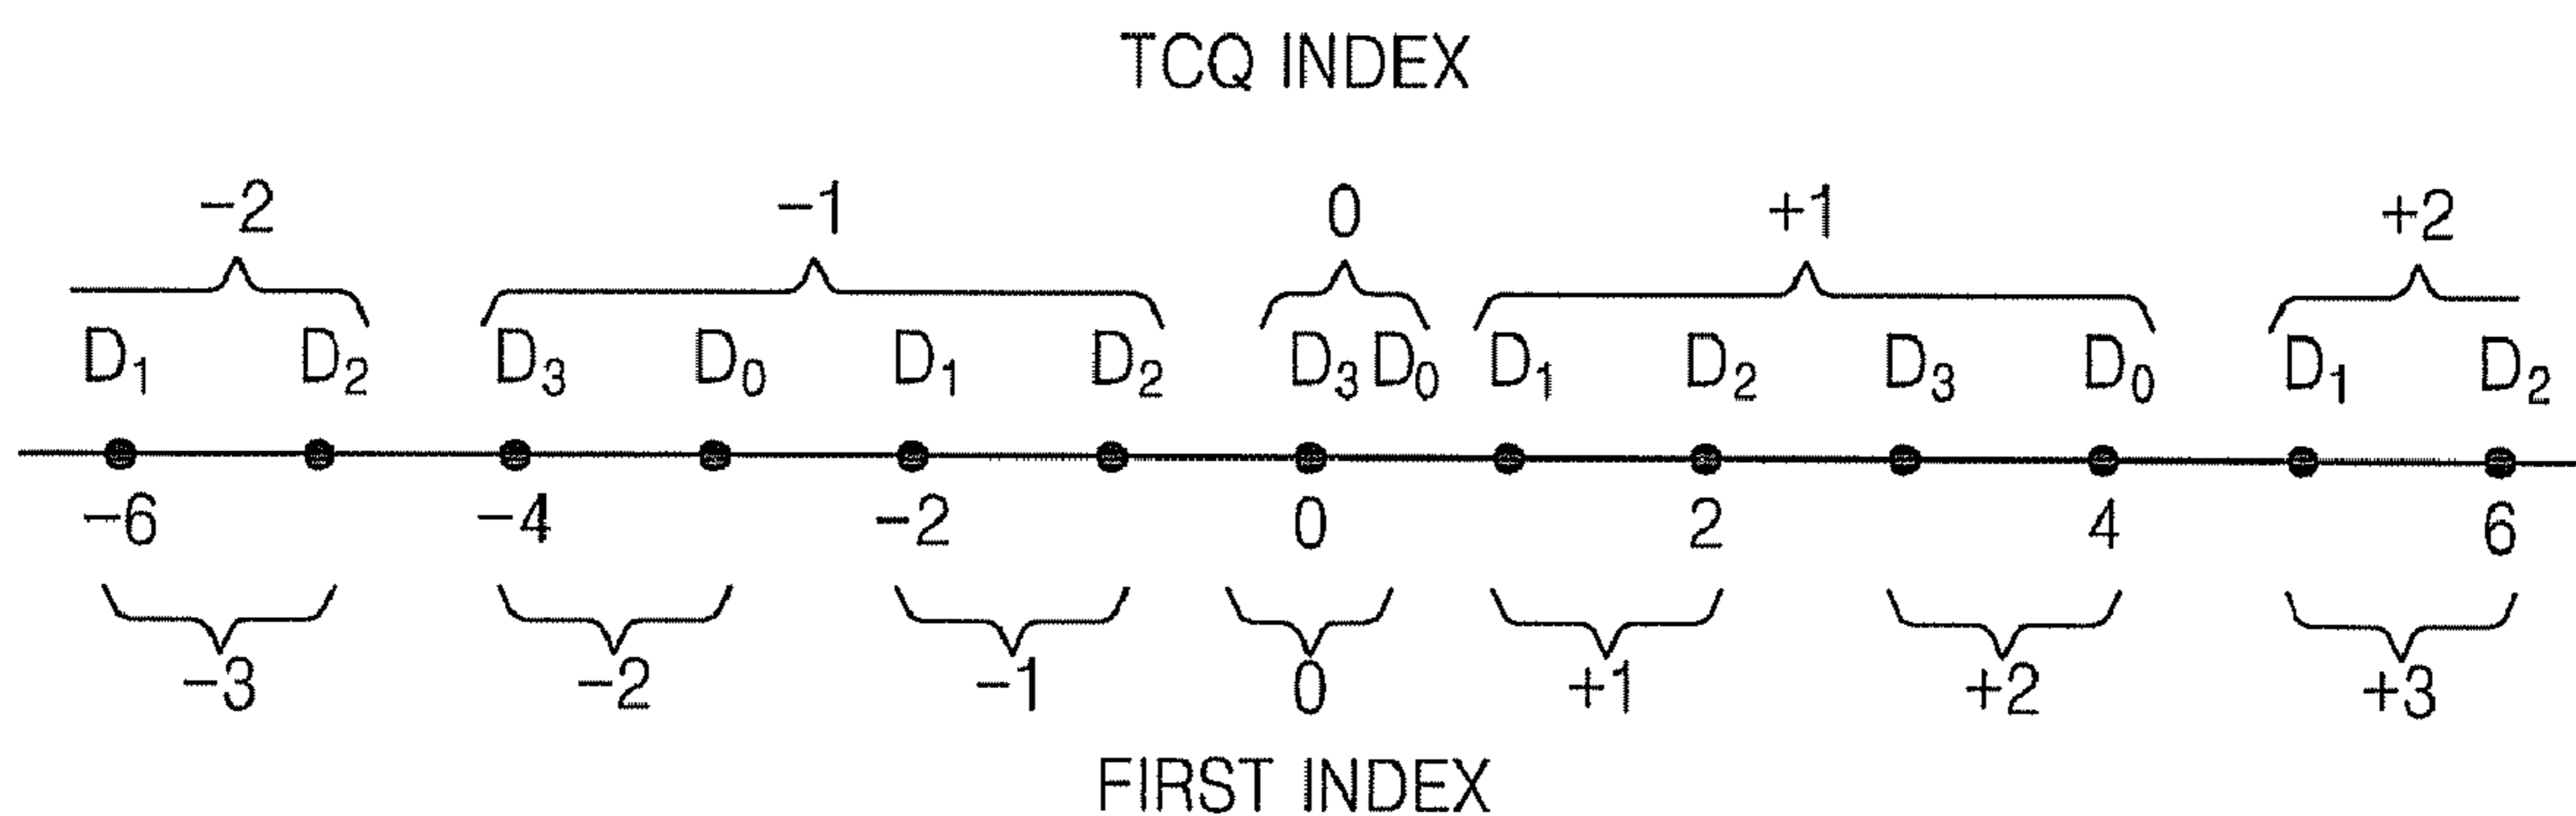 TCQ INDEX
−2 −1 0 +1 +2
D₁ D₂ D₃ D₀ D₁ D₂ D₃ D₀ D₁ D₂ D₃ D₀ D₁ D₂
−6 −4 −2 0 2 4 6
−3 −2 −1 0 +1 +2 +3
FIRST INDEX